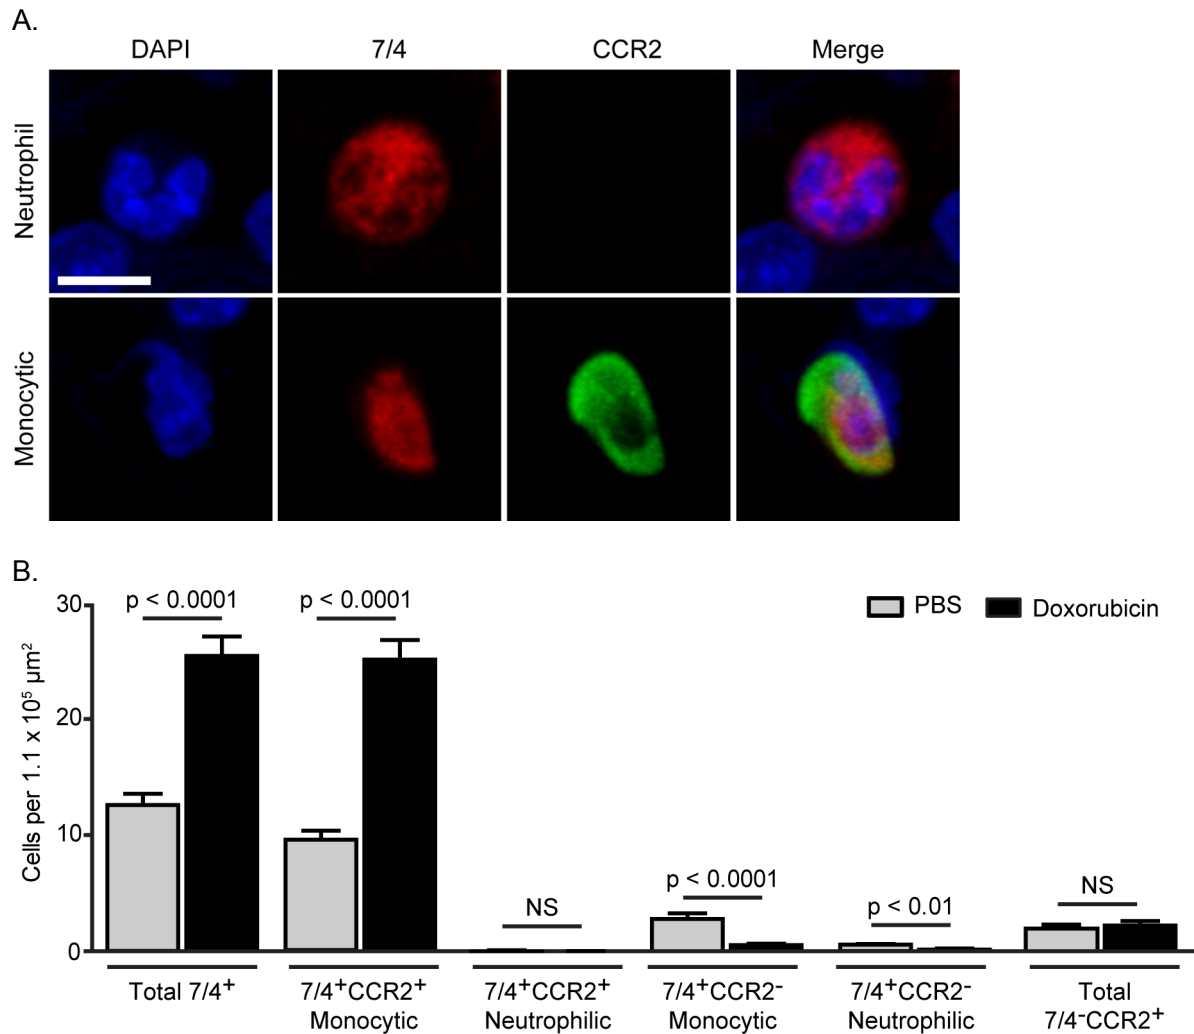 A.
DAPI 7/4 CCR2 Merge
Neutrophil
Monocytic
B.
Cells per 1.1 x 10⁵ µm²
30
20
10
0
p < 0.0001
p < 0.0001
NS
p < 0.0001
p < 0.01
NS
PBS Doxorubicin
Total 7/4⁺
7/4⁺CCR2⁺
Monocytic
7/4⁺CCR2⁺
Neutrophilic
7/4⁺CCR2⁻
Monocytic
7/4⁺CCR2⁻
Neutrophilic
Total
7/4⁻CCR2⁺